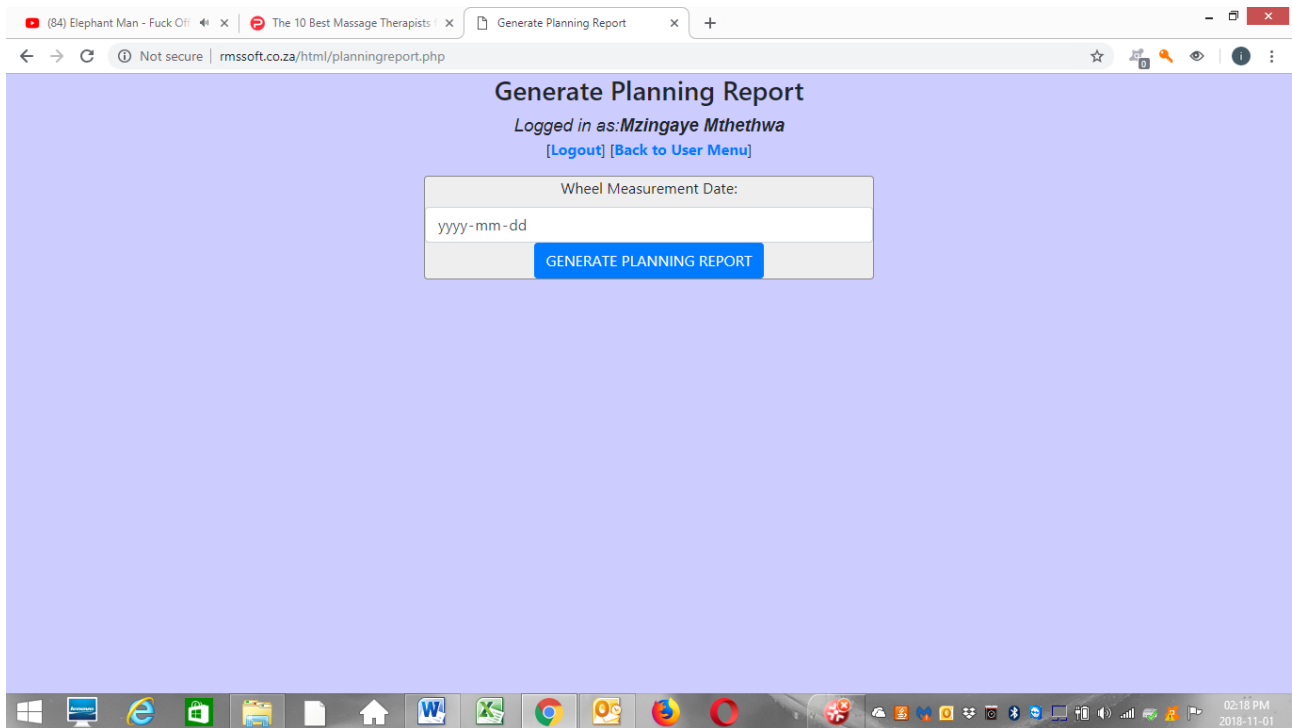 (84) Elephant Man - Fuck Off
The 10 Best Massage Therapists
Generate Planning Report
Not secure | rmssoft.co.za/html/planningreport.php
0
i
Generate Planning Report
Logged in as:Mzingaye Mthethwa
[Logout] [Back to User Menu]
Wheel Measurement Date:
yyyy-mm-dd
GENERATE PLANNING REPORT
02:18 PM
2018-11-01